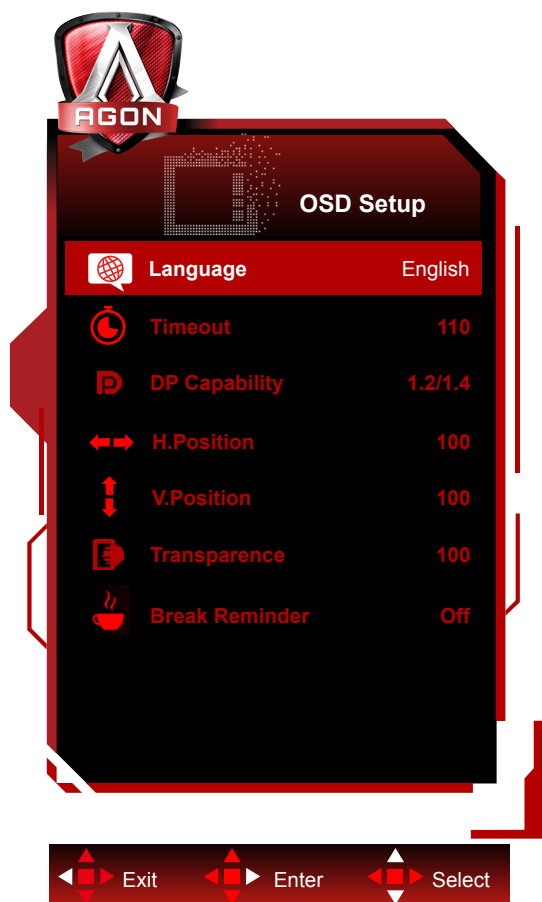 AGON
OSD Setup
Language English
Timeout 110
DP Capability 1.2/1.4
H.Position 100
V.Position 100
Transparence 100
Break Reminder Off
Exit Enter Select